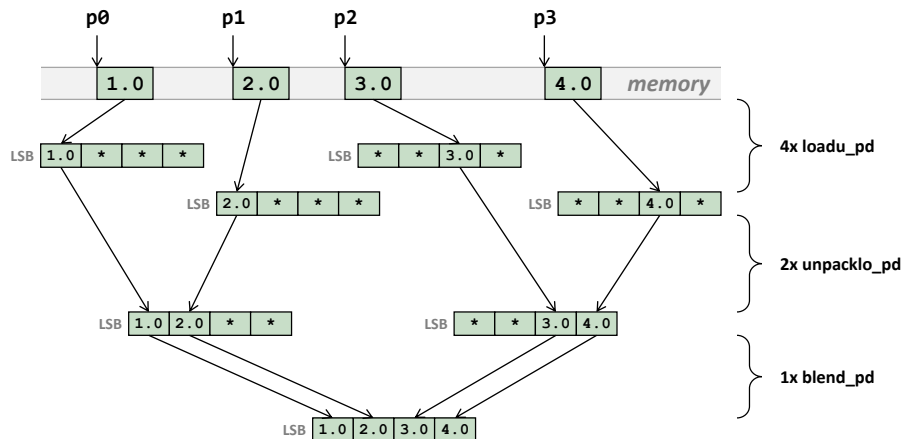 p0 p1 p2 p3
1.0 2.0 3.0 4.0 memory
4x loadu_pd
LSB 1.0 * * * LSB * * 3.0 *
LSB 2.0 * * * LSB * * 4.0 *
2x unpacklo_pd
LSB 1.0 2.0 * * LSB * * 3.0 4.0
1x blend_pd
LSB 1.0 2.0 3.0 4.0